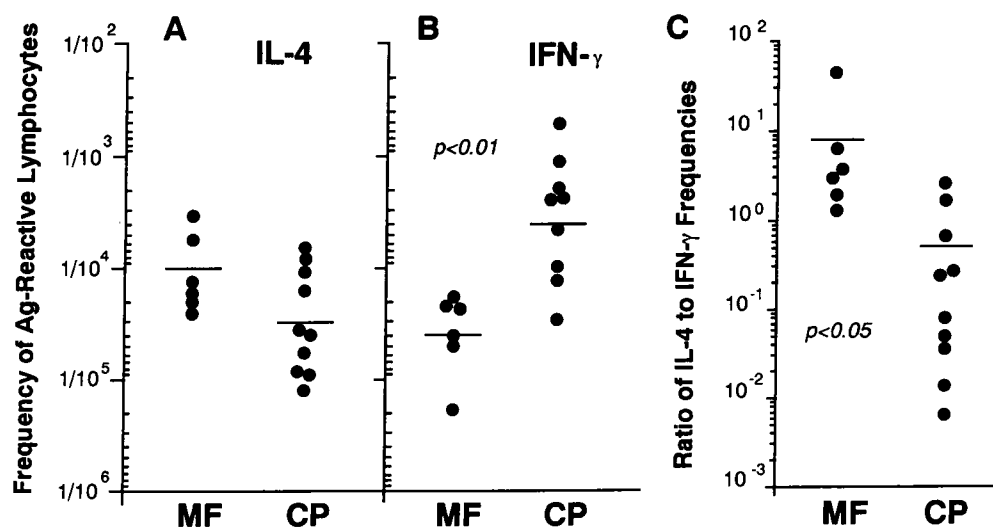 A
IL-4
B
IFN-γ
C
Frequency of Ag-Reactive Lymphocytes
1/10²
1/10³
1/10⁴
1/10⁵
1/10⁶
p<0.01
MF
CP
MF
CP
Ratio of IL-4 to IFN-γ Frequencies
10²
10¹
10⁰
10⁻¹
10⁻²
10⁻³
p<0.05
MF
CP